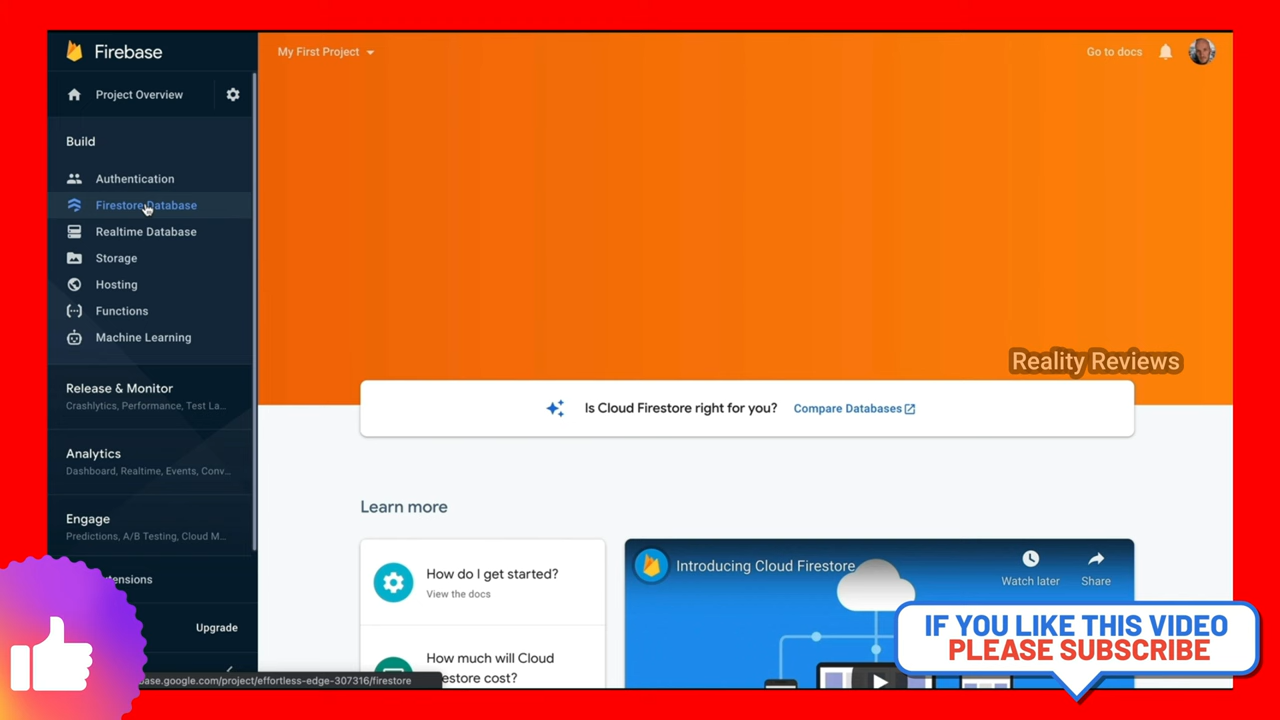 Firebase
My First Project
Go to docs
Project Overview
Build
Authentication
Firestore Database
Realtime Database
Storage
Hosting
Functions
Machine Learning
Release & Monitor
Crashlytics, Performance, Test La...
Analytics
Dashboard, Realtime, Events, Conv...
Engage
Predictions, A/B Testing, Cloud M...
tensions
Upgrade
base.google.com/project/effortless-edge-307316/firestore
Reality Reviews
Is Cloud Firestore right for you? Compare Databases
Learn more
How do I get started?
View the docs
How much will Cloud
estore cost?
Introducing Cloud Firestore
Watch later
Share
IF YOU LIKE THIS VIDEO
PLEASE SUBSCRIBE